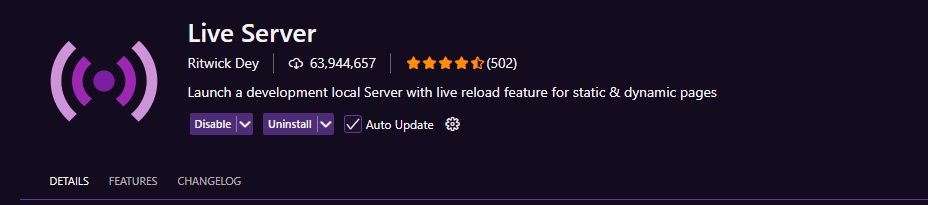 Live Server
Ritwick Dey 63,944,657 (502)
Launch a development local Server with live reload feature for static & dynamic pages
Disable Uninstall Auto Update
DETAILS FEATURES CHANGELOG